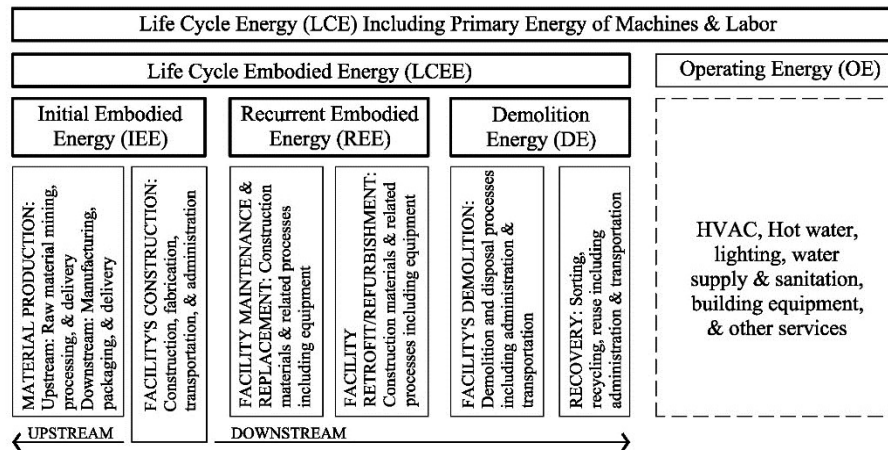 Life Cycle Energy (LCE) Including Primary Energy of Machines & Labor
Life Cycle Embodied Energy (LCEE)
Operating Energy (OE)
Initial Embodied
Energy (IEE)
Recurrent Embodied
Energy (REE)
Demolition
Energy (DE)
MATERIAL PRODUCTION:
Upstream: Raw material mining,
processing, & delivery
Downstream: Manufacturing,
packaging, & delivery
FACILITY'S CONSTRUCTION:
Construction, fabrication,
transportation, & administration
FACILITY MAINTENANCE &
REPLACEMENT: Construction
materials & related processes
including equipment
FACILITY
RETROFIT/REFURBISHMENT:
Construction materials & related
processes including equipment
FACILITY'S DEMOLITION:
Demolition and disposal processes
including administration &
transportation
RECOVERY: Sorting,
recycling, reuse including
administration & transportation
HVAC, Hot water,
lighting, water
supply & sanitation,
building equipment,
& other services
UPSTREAM
DOWNSTREAM